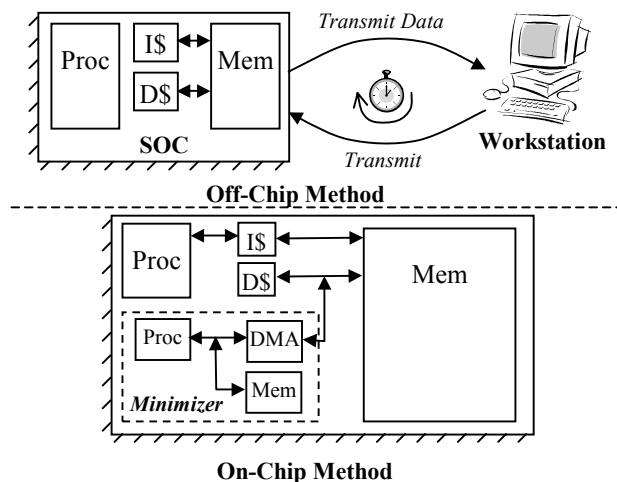 Proc
I$
D$
Mem
SOC
Transmit Data
Transmit
Workstation
Off-Chip Method
Proc
I$
D$
Mem
Proc
DMA
Mem
Minimizer
On-Chip Method